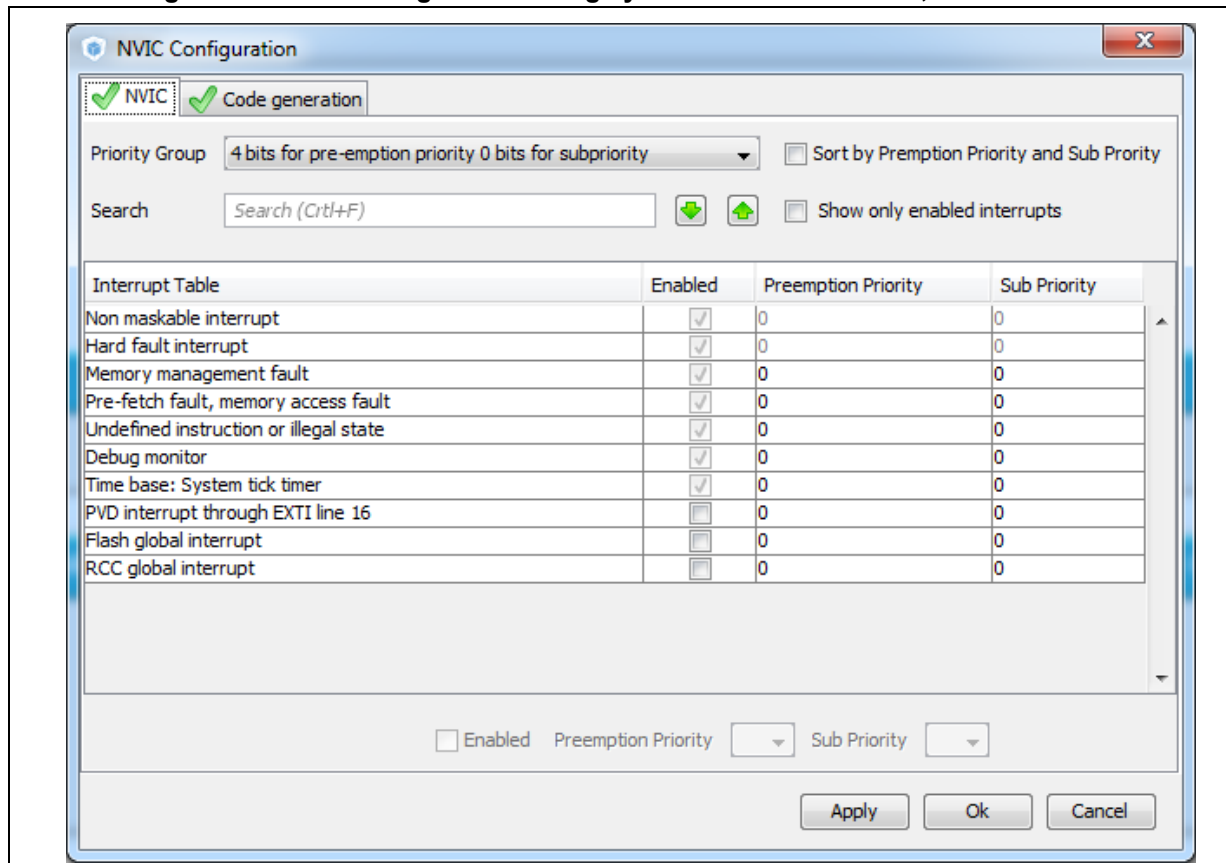 NVIC Configuration
NVIC Code generation
Priority Group 4 bits for pre-emption priority 0 bits for subpriority Sort by Premption Priority and Sub Prority
Search Search (Crtl+F) Show only enabled interrupts
Interrupt Table Enabled Preemption Priority Sub Priority
Non maskable interrupt 0 0
Hard fault interrupt 0 0
Memory management fault 0 0
Pre-fetch fault, memory access fault 0 0
Undefined instruction or illegal state 0 0
Debug monitor 0 0
Time base: System tick timer 0 0
PVD interrupt through EXTI line 16 0 0
Flash global interrupt 0 0
RCC global interrupt 0 0
Enabled Preemption Priority Sub Priority
Apply Ok Cancel